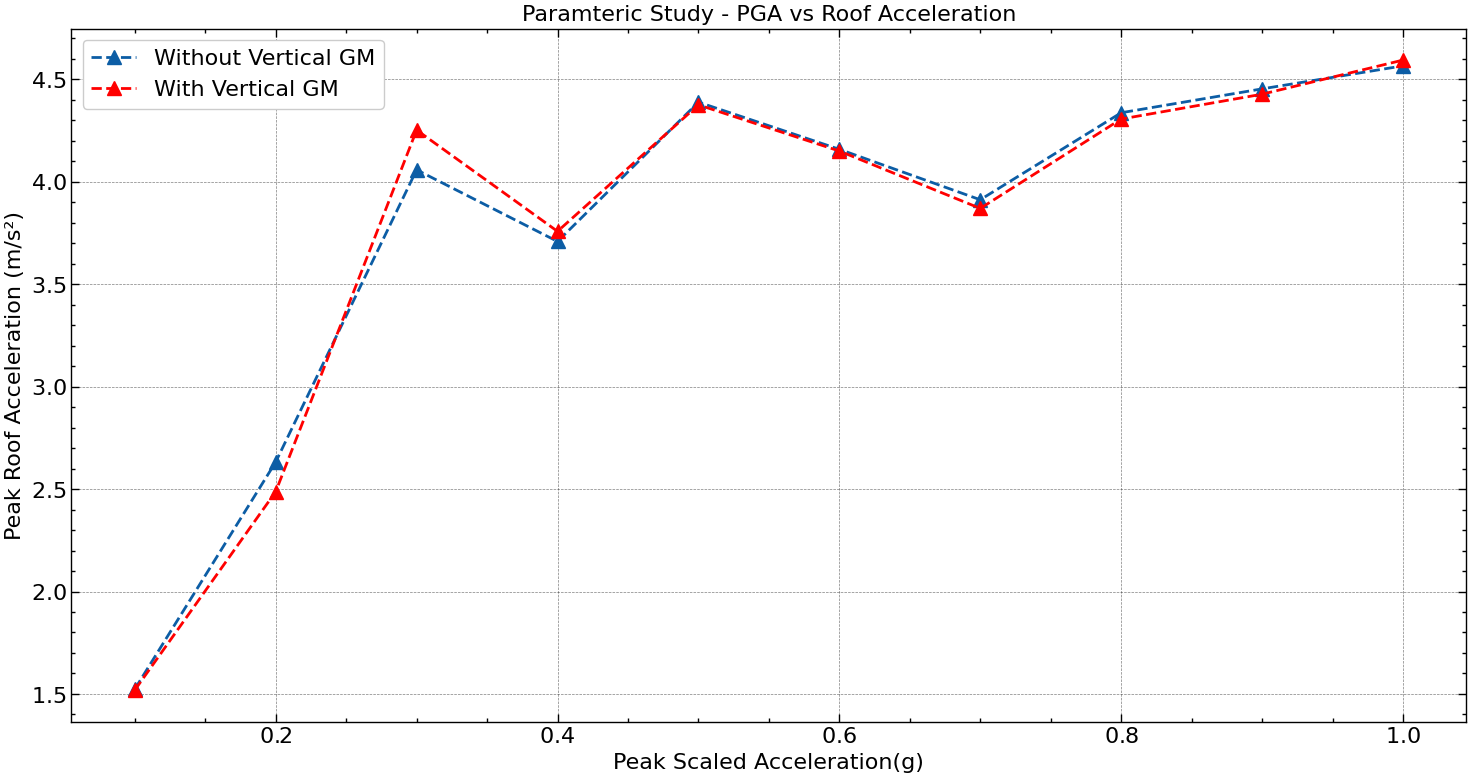 Paramteric Study - PGA vs Roof Acceleration
Without Vertical GM
With Vertical GM
Peak Roof Acceleration (m/s²)
4.5
4.0
3.5
3.0
2.5
2.0
1.5
0.2
0.4
0.6
0.8
1.0
Peak Scaled Acceleration(g)